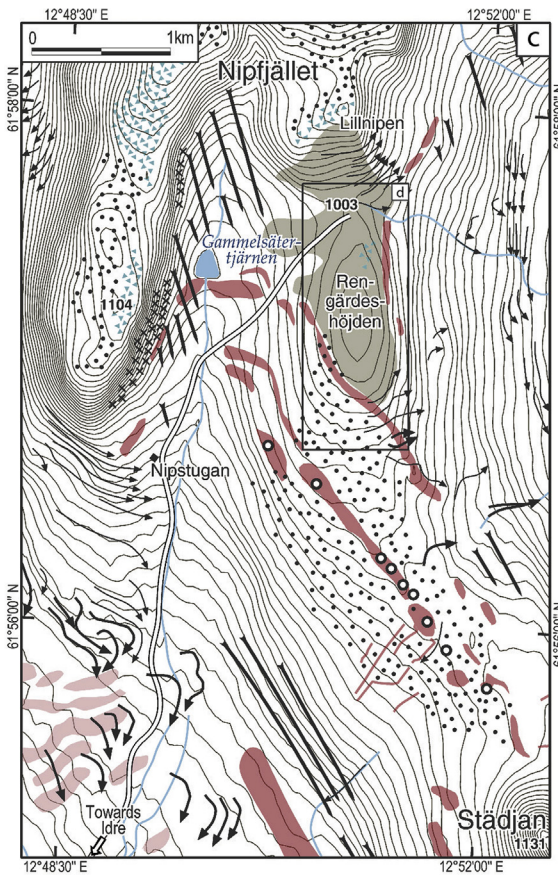 12°48'30'' E
12°52'00'' E
0
1km
C
Nipfjället
61°58'00'' N
Lillnipen
d
1003
Gammelsäter-
tjärnen
Ren-
gärdes-
höjden
1104
Nipstugan
61°56'00'' N
Towards
Idre
Städjan
1131
12°48'30'' E
12°52'00'' E